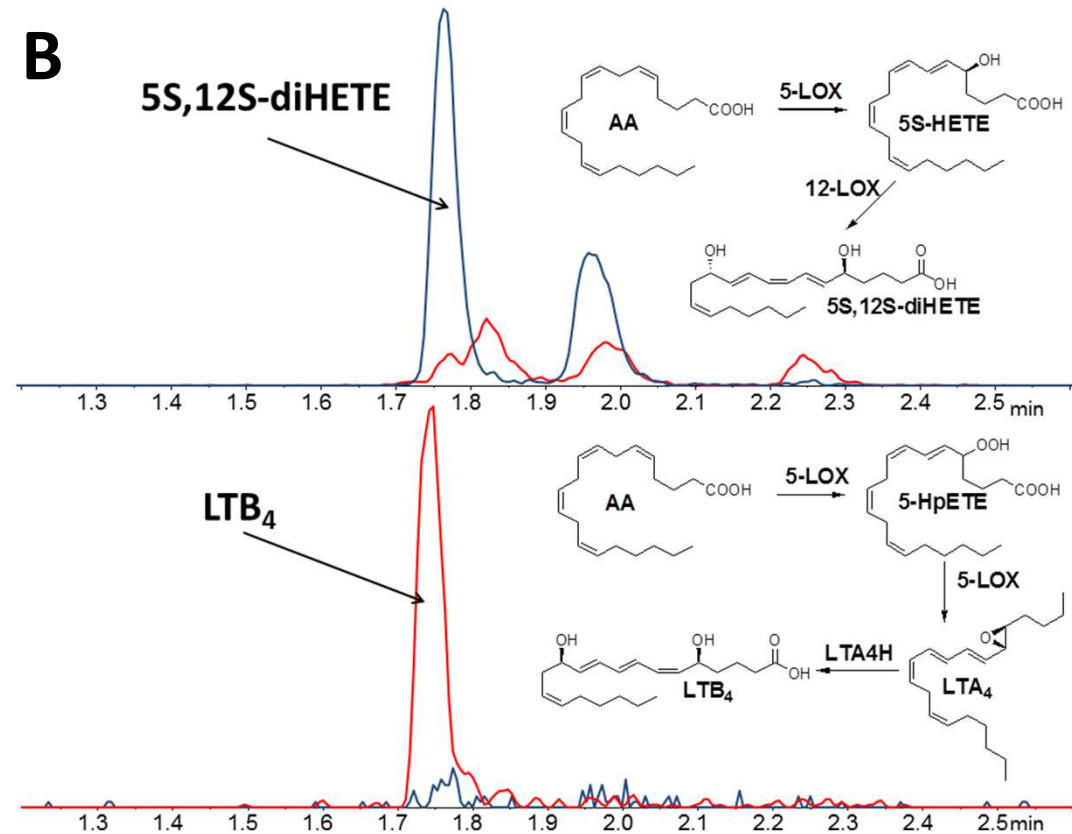 B
5S,12S-diHETE
AA
COOH
5-LOX
OH
COOH
5S-HETE
12-LOX
OH
OH
O
OH
5S,12S-diHETE
1.3 1.4 1.5 1.6 1.7 1.8 1.9 2.0 2.1 2.2 2.3 2.4 2.5 min
LTB4
AA
COOH
5-LOX
OOH
COOH
5-HpETE
5-LOX
O
LTA4
LTA4H
OH
OH
O
OH
LTB4
1.3 1.4 1.5 1.6 1.7 1.8 1.9 2.0 2.1 2.2 2.3 2.4 2.5 min